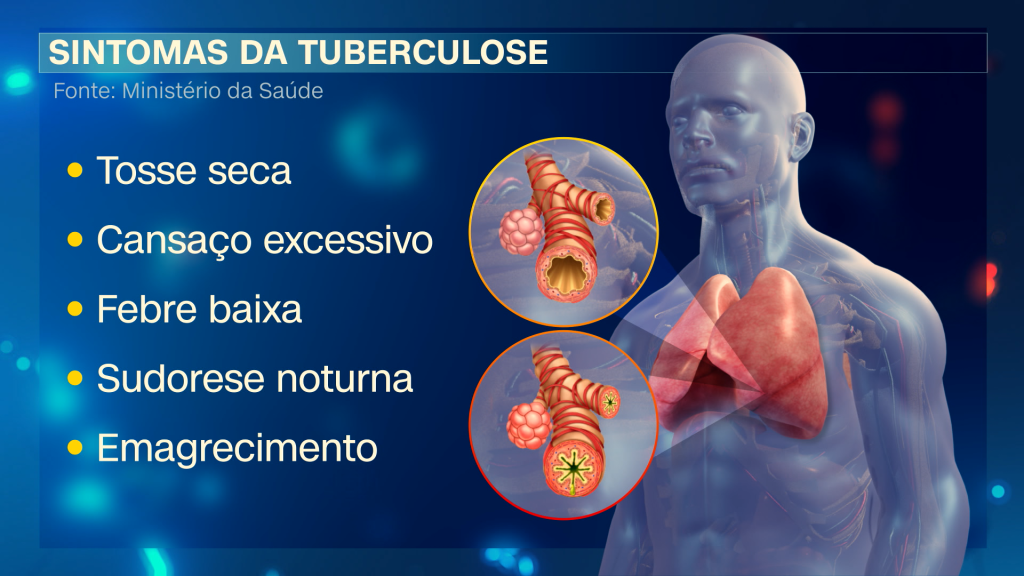 SINTOMAS DA TUBERCULOSE
Fonte: Ministério da Saúde
Tosse seca
Cansaço excessivo
Febre baixa
Sudorese noturna
Emagrecimento